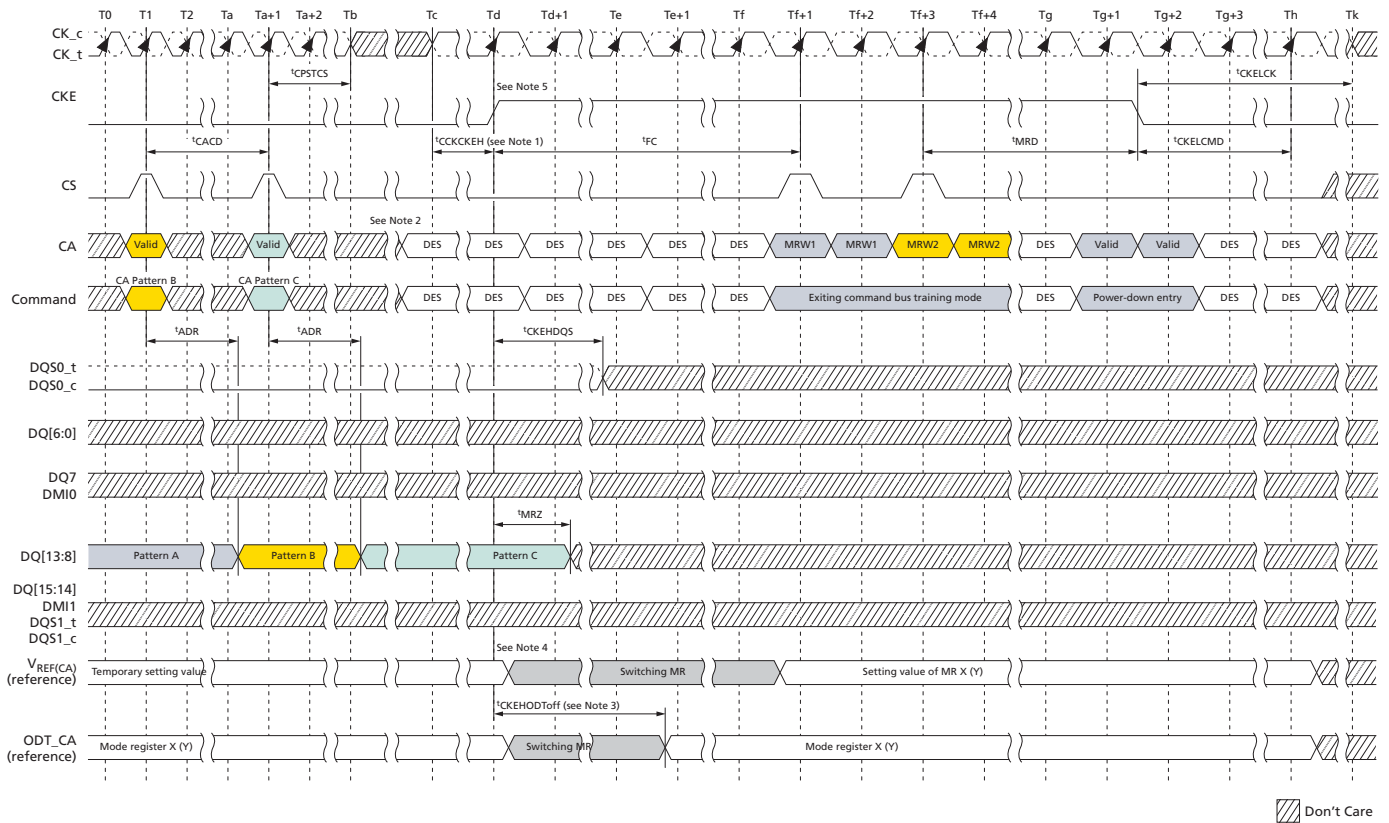 T0 T1 T2 Ta Ta+1 Ta+2 Tb Tc Td Td+1 Te Te+1 Tf Tf+1 Tf+2 Tf+3 Tf+4 Tg Tg+1 Tg+2 Tg+3 Th Tk
CK_c
CK_t
tCPSTCS
tCKELCK
CKE
See Note 5
tCACD
tCCKCKEH (see Note 1)
tFC
tMRD
tCKELCMD
CS
See Note 2
CA Valid Valid DES DES DES DES DES DES MRW1 MRW1 MRW2 MRW2 DES Valid Valid DES DES
CA Pattern B CA Pattern C
Command DES DES DES DES DES DES Exiting command bus training mode DES Power-down entry DES DES
tADR tADR tCKEHDQS
DQS0_t
DQS0_c
DQ[6:0]
DQ7
DMI0
tMRZ
DQ[13:8] Pattern A Pattern B Pattern C
DQ[15:14]
DMI1
DQS1_t
DQS1_c
See Note 4
VREF(CA)
(reference)
Temporary setting value Switching MR Setting value of MR X (Y)
tCKEHODToff (see Note 3)
ODT_CA
(reference)
Mode register X (Y) Switching MR Mode register X (Y)
Don't Care